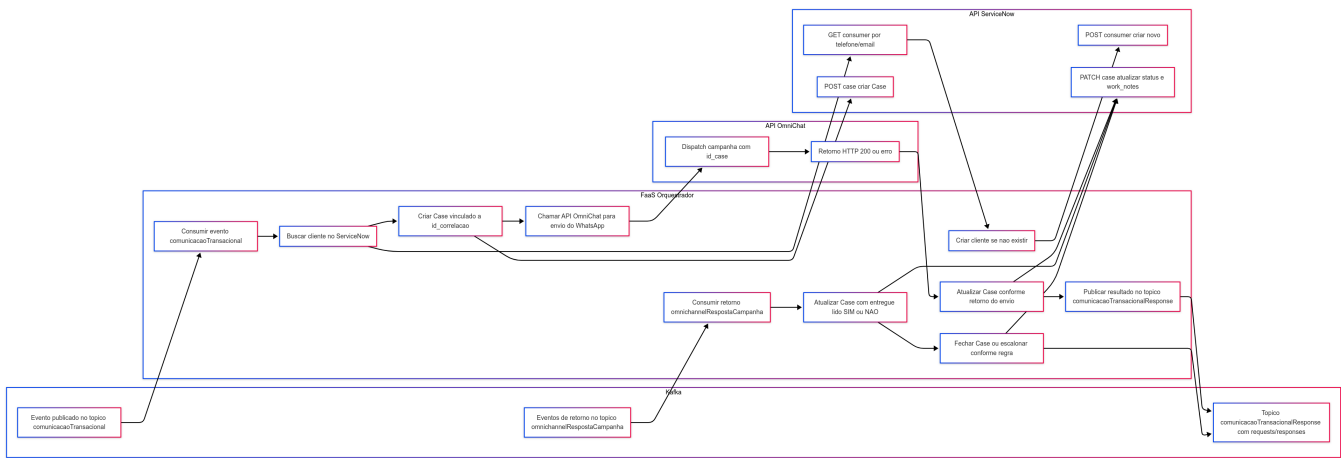 API ServiceNow
GET consumer por
telefone/email
POST consumer criar novo
POST case criar Case
PATCH case atualizar status e
work_notes
API OmniChat
Dispatch campanha com
id_case
Retorno HTTP 200 ou erro
FaaS Orquestrador
Consumir evento
comunicacaoTransacional
Buscar cliente no ServiceNow
Criar Case vinculado a
id_correlacao
Chamar API OmniChat para
envio do WhatsApp
Criar cliente se nao existir
Consumir retorno
omnichannelRespostaCampanha
Atualizar Case com entregue
lido SIM ou NAO
Atualizar Case conforme
retorno do envio
Publicar resultado no topico
comunicacaoTransacionalResponse
Fechar Case ou escalonar
conforme regra
Kafka
Evento publicado no topico
comunicacaoTransacional
Eventos de retorno no topico
omnichannelRespostaCampanha
Topico
comunicacaoTransacionalResponse
com requests/responses